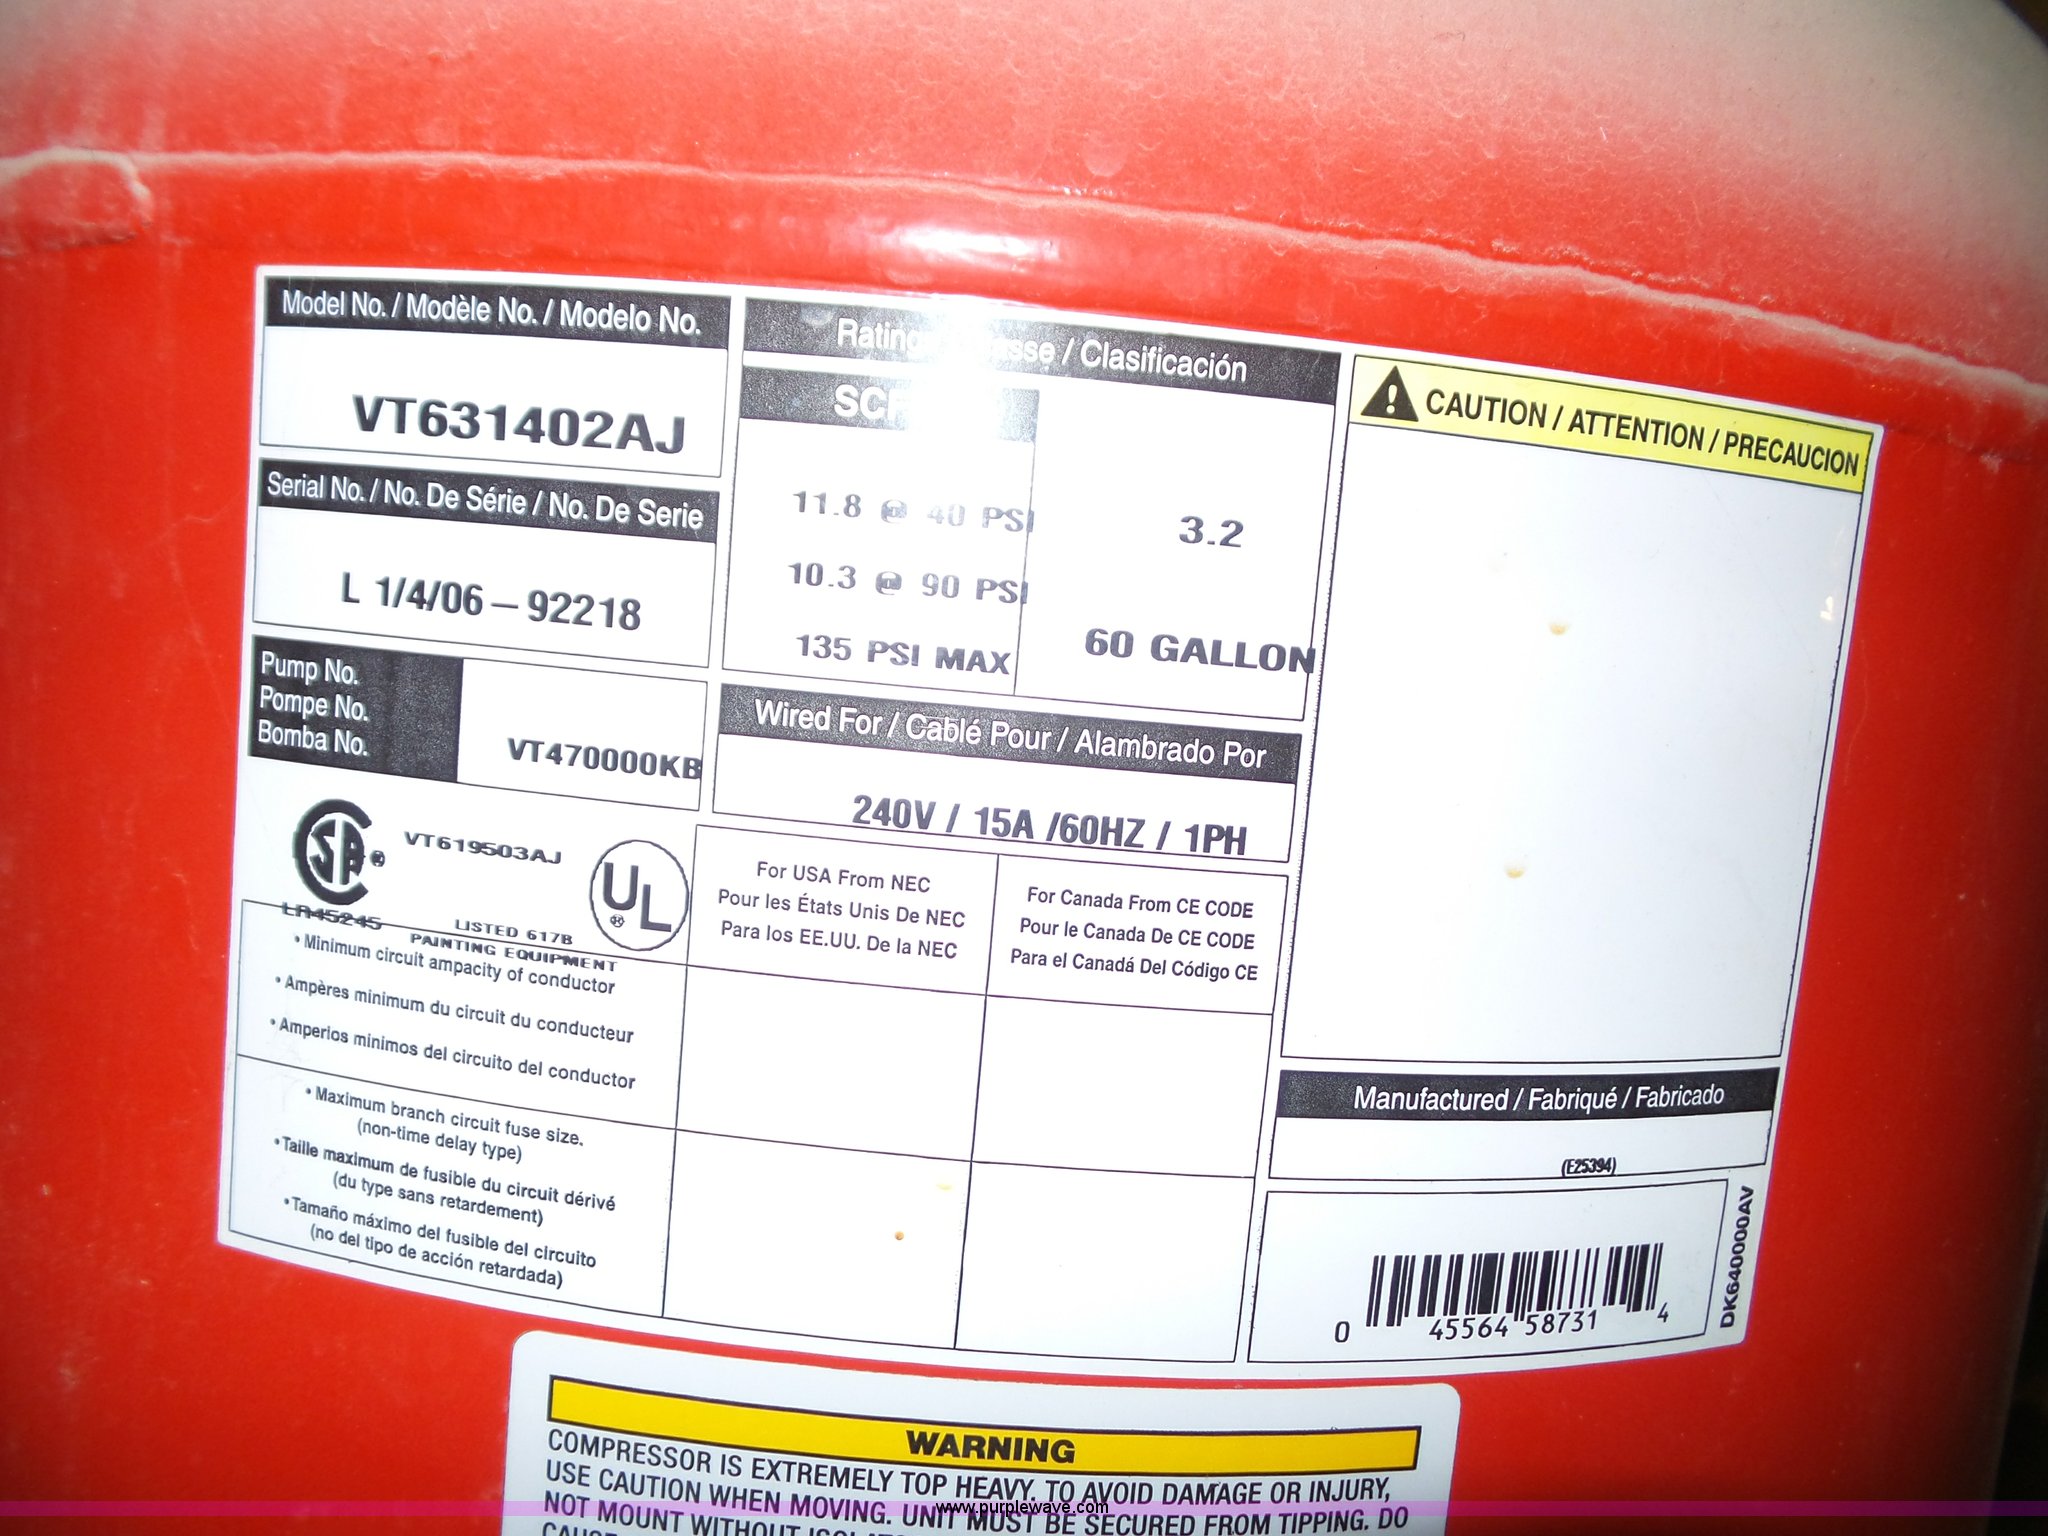 Model No. / Modèle No. / Modelo No.
VT631402AJ
Serial No. / No. De Série / No. De Serie
L 1/4/06 – 92218
Pump No.
Pompe No.
Bomba No.
VT470000KB
/ Clasificación
11.8 @ 40 PSI
10.3 @ 90 PSI
135 PSI MAX
3.2
60 GALLON
Wired For / Cablé Pour / Alambrado Por
240V / 15A /60HZ / 1PH
⚠ CAUTION / ATTENTION / PRECAUCION
SA ®
VT619503AJ
UL ®
LR45245
LISTED 617B
PAINTING EQUIPMENT
• Minimum circuit ampacity of conductor
• Ampères minimum du circuit du conducteur
• Amperios minimos del circuito del conductor
• Maximum branch circuit fuse size.
(non-time delay type)
• Taille maximum de fusible du circuit dérivé
(du type sans retardement)
• Tamaño máximo del fusible del circuito
(no del tipo de acción retardada)
For USA From NEC
Pour les États Unis De NEC
Para los EE.UU. De la NEC
For Canada From CE CODE
Pour le Canada De CE CODE
Para el Canadá Del Código CE
Manufactured / Fabriqué / Fabricado
(E25394)
0 45564 58731 4
DK640000AV
WARNING
COMPRESSOR IS EXTREMELY TOP HEAVY. TO AVOID DAMAGE OR INJURY,
USE CAUTION WHEN MOVING. UNIT MUST BE SECURED FROM TIPPING. DO
NOT MOUNT WITHOUT
www.purplewave.com